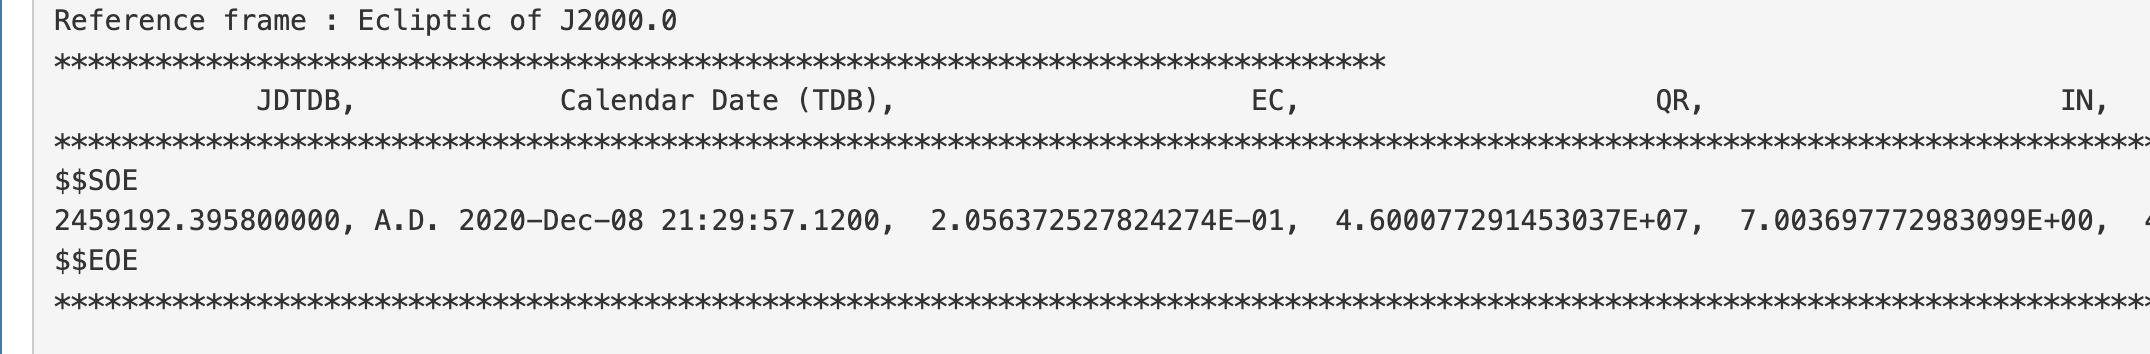 Reference frame : Ecliptic of J2000.0
*******************************************************************************
JDTDB, Calendar Date (TDB), EC, QR, IN,
****************************************************************************************************************************
$$SOE
2459192.395800000, A.D. 2020-Dec-08 21:29:57.1200, 2.056372527824274E-01, 4.600077291453037E+07, 7.003697772983099E+00,
$$EOE
****************************************************************************************************************************